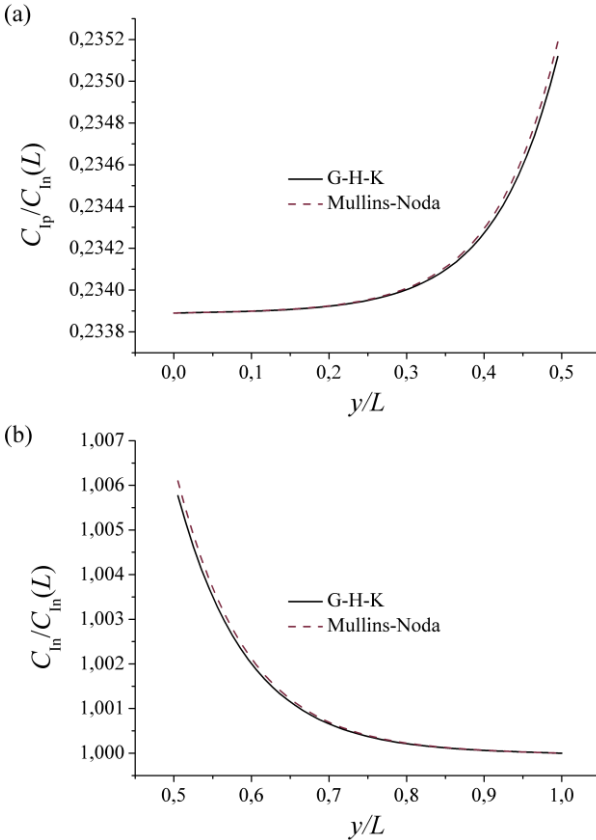 (a)
0,2352
0,2350
0,2348
0,2346
0,2344
0,2342
0,2340
0,2338
C_Ip/C_In(L)
G-H-K
Mullins-Noda
0,0 0,1 0,2 0,3 0,4 0,5
y/L
(b)
1,007
1,006
1,005
1,004
1,003
1,002
1,001
1,000
C_In/C_In(L)
G-H-K
Mullins-Noda
0,5 0,6 0,7 0,8 0,9 1,0
y/L